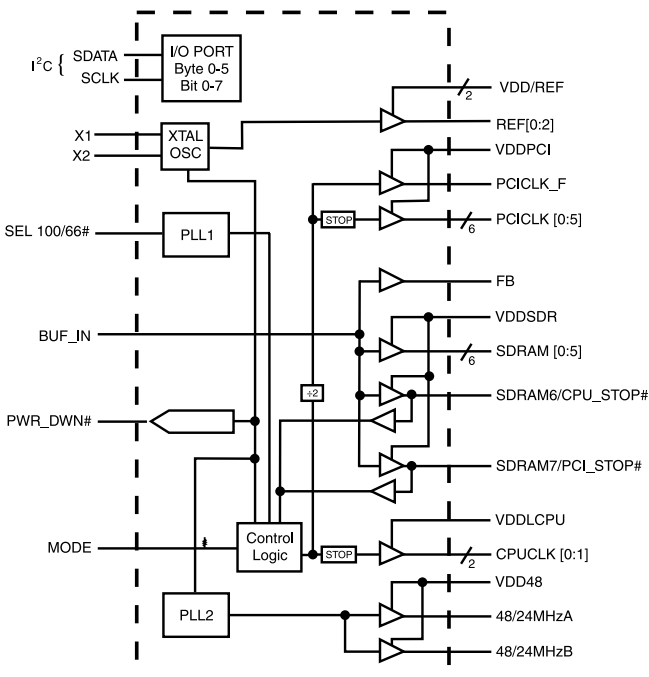 I²C { SDATA
SCLK
I/O PORT
Byte 0-5
Bit 0-7
VDD/REF
2
REF[0:2]
X1
X2
XTAL
OSC
VDDPCI
PCICLK_F
STOP
PCICLK [0:5]
6
SEL 100/66#
PLL1
FB
VDDSDR
BUF_IN
SDRAM [0:5]
6
÷2
SDRAM6/CPU_STOP#
PWR_DWN#
SDRAM7/PCI_STOP#
VDDLCPU
MODE
Control
Logic
STOP
CPUCLK [0:1]
2
VDD48
PLL2
48/24MHzA
48/24MHzB